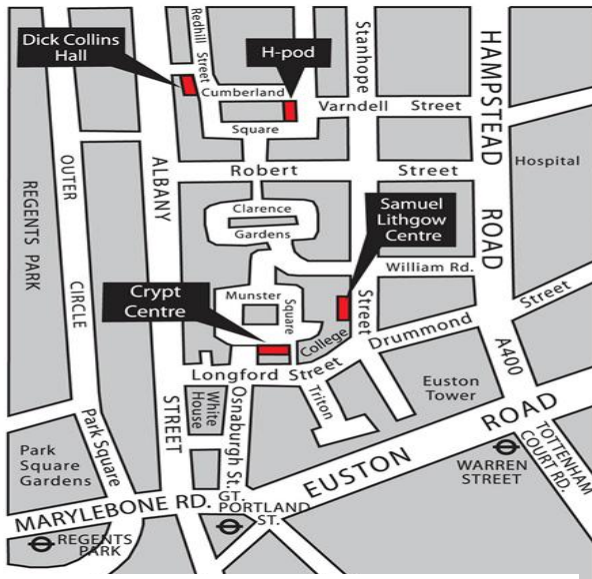 Dick Collins
Hall
Redhill
Street
H-pod
Cumberland
Square
Stanhope
Street
Varndell Street
HAMPSTEAD
ROAD
A400
Hospital
OUTER
CIRCLE
REGENTS PARK
ALBANY
STREET
Robert Street
Clarence
Gardens
Samuel
Lithgow
Centre
William Rd.
Crypt
Centre
Munster
Square
College
Drummond Street
Longford Street
Triton
White
House
Osnaburgh St.
Euston
Tower
Park
Square
Gardens
Park Square
EUSTON ROAD
WARREN
STREET
TOTTENHAM
COURT RD.
MARYLEBONE RD.
GT.
PORTLAND
ST.
REGENTS
PARK